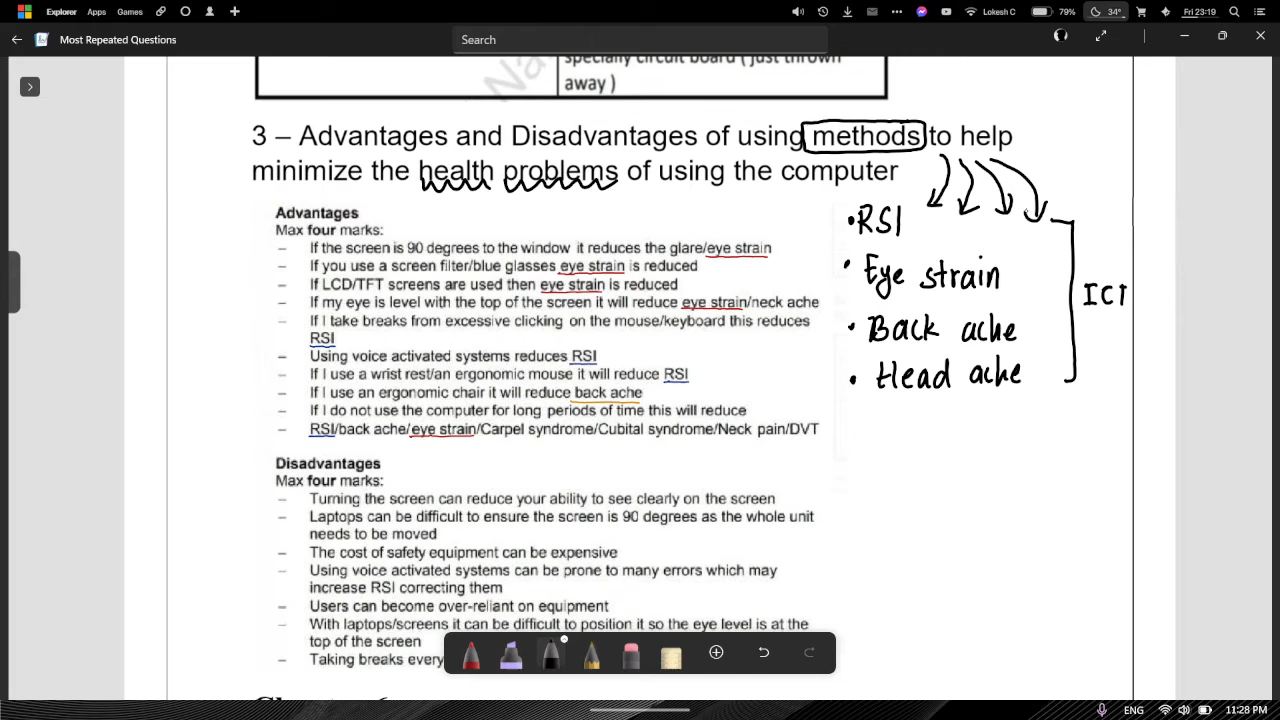 Explorer Apps Games Lokesh C 79% 34° Fri 23:19
Most Repeated Questions Search
specially circuit board ( just thrown
away )
Na
3 – Advantages and Disadvantages of using methods to help
minimize the health problems of using the computer
Advantages
Max four marks:
– If the screen is 90 degrees to the window it reduces the glare/eye strain
– If you use a screen filter/blue glasses eye strain is reduced
– If LCD/TFT screens are used then eye strain is reduced
– If my eye is level with the top of the screen it will reduce eye strain/neck ache
– If I take breaks from excessive clicking on the mouse/keyboard this reduces
RSI
– Using voice activated systems reduces RSI
– If I use a wrist rest/an ergonomic mouse it will reduce RSI
– If I use an ergonomic chair it will reduce back ache
– If I do not use the computer for long periods of time this will reduce
– RSI/back ache/eye strain/Carpel syndrome/Cubital syndrome/Neck pain/DVT
•RSI
• Eye strain
• Back ache
• Head ache
ICT
Disadvantages
Max four marks:
– Turning the screen can reduce your ability to see clearly on the screen
– Laptops can be difficult to ensure the screen is 90 degrees as the whole unit
needs to be moved
– The cost of safety equipment can be expensive
– Using voice activated systems can be prone to many errors which may
increase RSI correcting them
– Users can become over-reliant on equipment
– With laptops/screens it can be difficult to position it so the eye level is at the
top of the screen
– Taking breaks every
ENG 11:28 PM